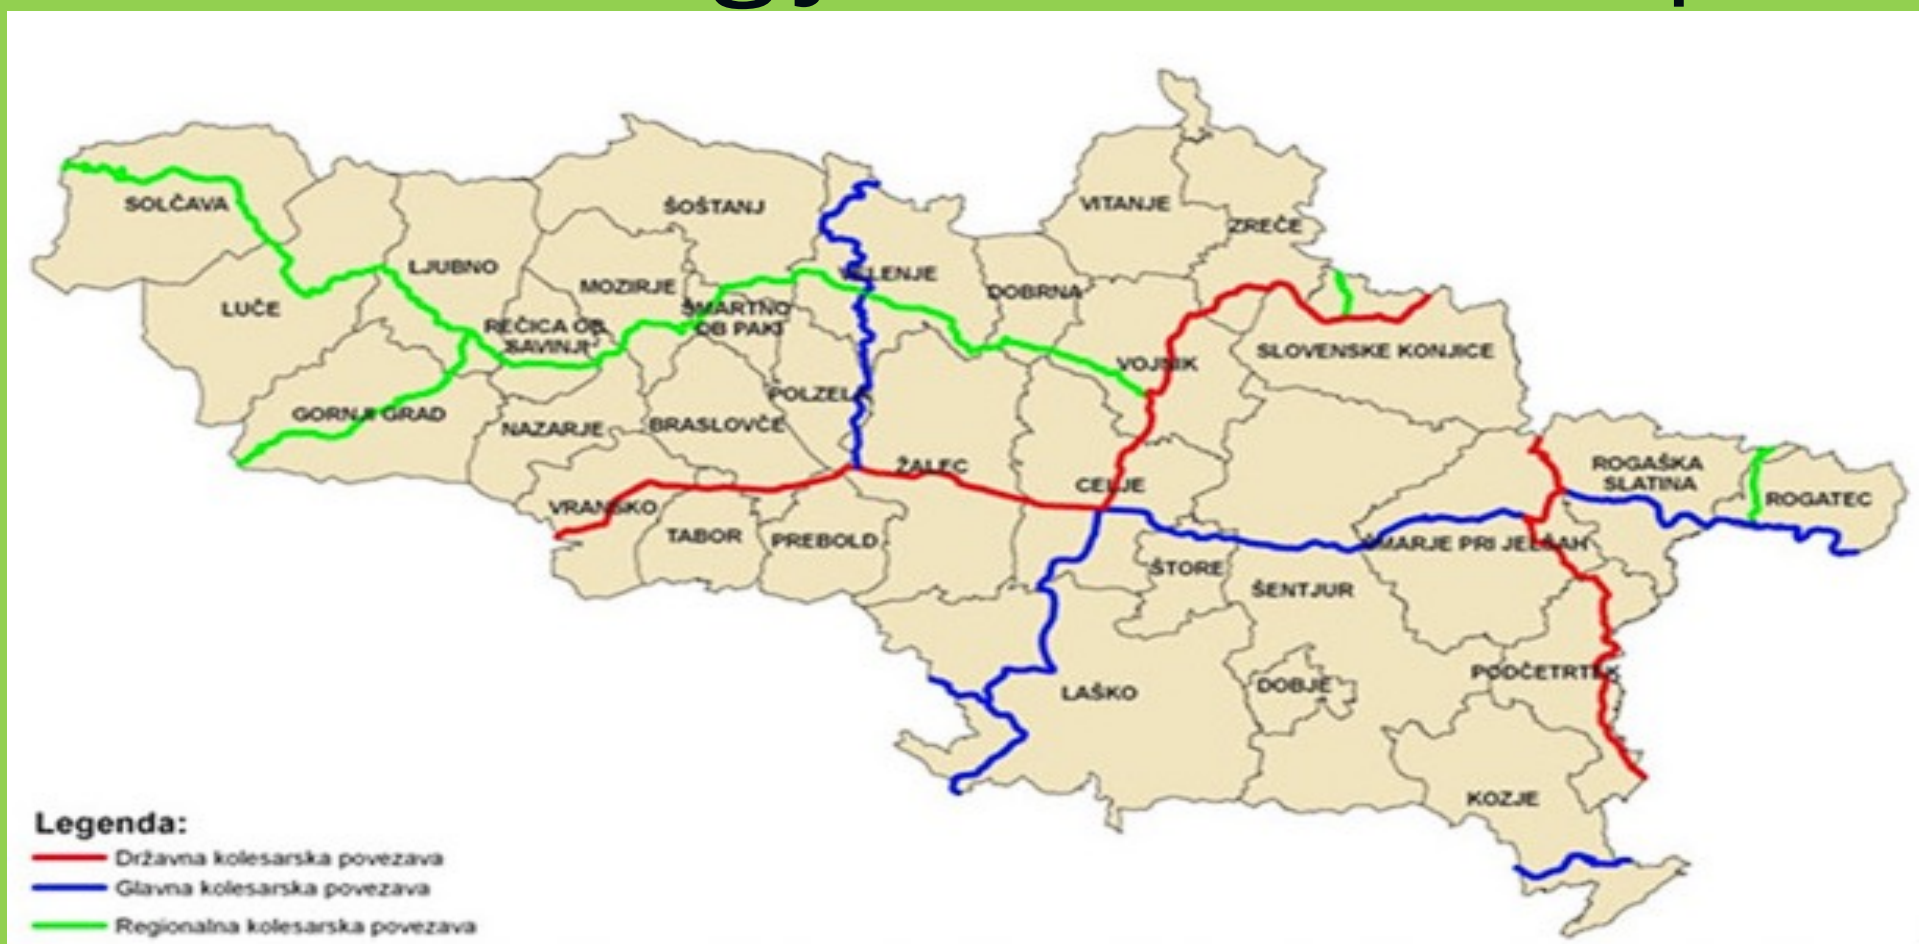 SOLČAVA
ŠOŠTANJ
VITANJE
ZREČE
LJUBNO
MOZIRJE
VELENJE
DOBRNA
LUČE
ŠMARTNO
OB PAKI
REČICA OB
SAVINJI
VOJNIK
SLOVENSKE KONJICE
POLZELA
GORNJI GRAD
NAZARJE
BRASLOVČE
ŽALEC
CELJE
ROGAŠKA
SLATINA
ROGATEC
VRANSKO
TABOR
PREBOLD
ŠMARJE PRI JELŠAH
ŠTORE
ŠENTJUR
PODČETRTEK
DOBJE
LAŠKO
KOZJE
Legenda:
Državna kolesarska povezava
Glavna kolesarska povezava
Regionalna kolesarska povezava